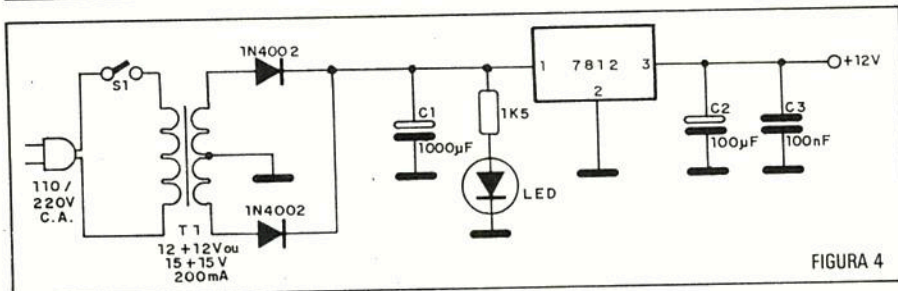 1N4002
S1
110 /
220V
C.A.
T1
12 + 12V ou
15 + 15 V
200mA
1N4002
C1
1000µF
1K5
LED
1
7812
3
2
C2
100µF
C3
100nF
+12V
FIGURA 4